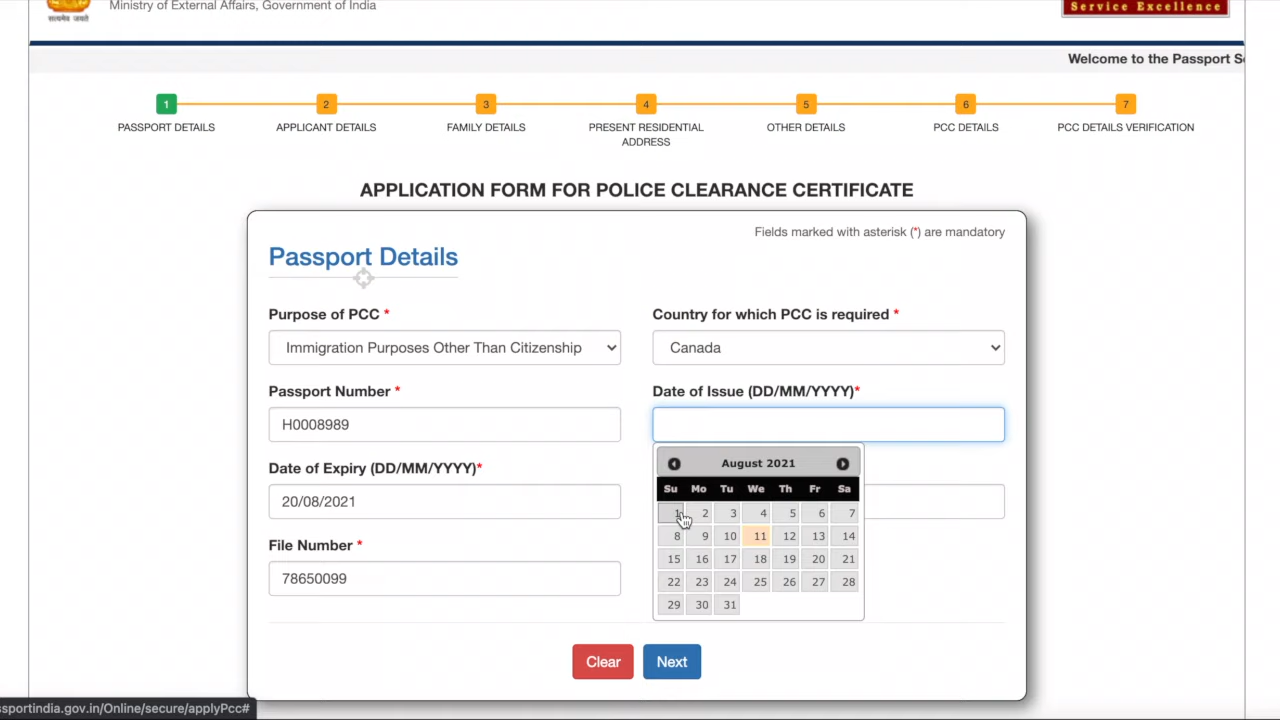 सत्यमेव जयते
Ministry of External Affairs, Government of India
Service Excellence
Welcome to the Passport S
1 2 3 4 5 6 7
PASSPORT DETAILS APPLICANT DETAILS FAMILY DETAILS PRESENT RESIDENTIAL ADDRESS OTHER DETAILS PCC DETAILS PCC DETAILS VERIFICATION
APPLICATION FORM FOR POLICE CLEARANCE CERTIFICATE
Fields marked with asterisk (*) are mandatory
Passport Details
Purpose of PCC * Country for which PCC is required *
Immigration Purposes Other Than Citizenship Canada
Passport Number * Date of Issue (DD/MM/YYYY)*
H0008989
Date of Expiry (DD/MM/YYYY)*
20/08/2021
File Number *
78650099
August 2021
Su Mo Tu We Th Fr Sa
1 2 3 4 5 6 7
8 9 10 11 12 13 14
15 16 17 18 19 20 21
22 23 24 25 26 27 28
29 30 31
Clear Next
ssportindia.gov.in/Online/secure/applyPcc#